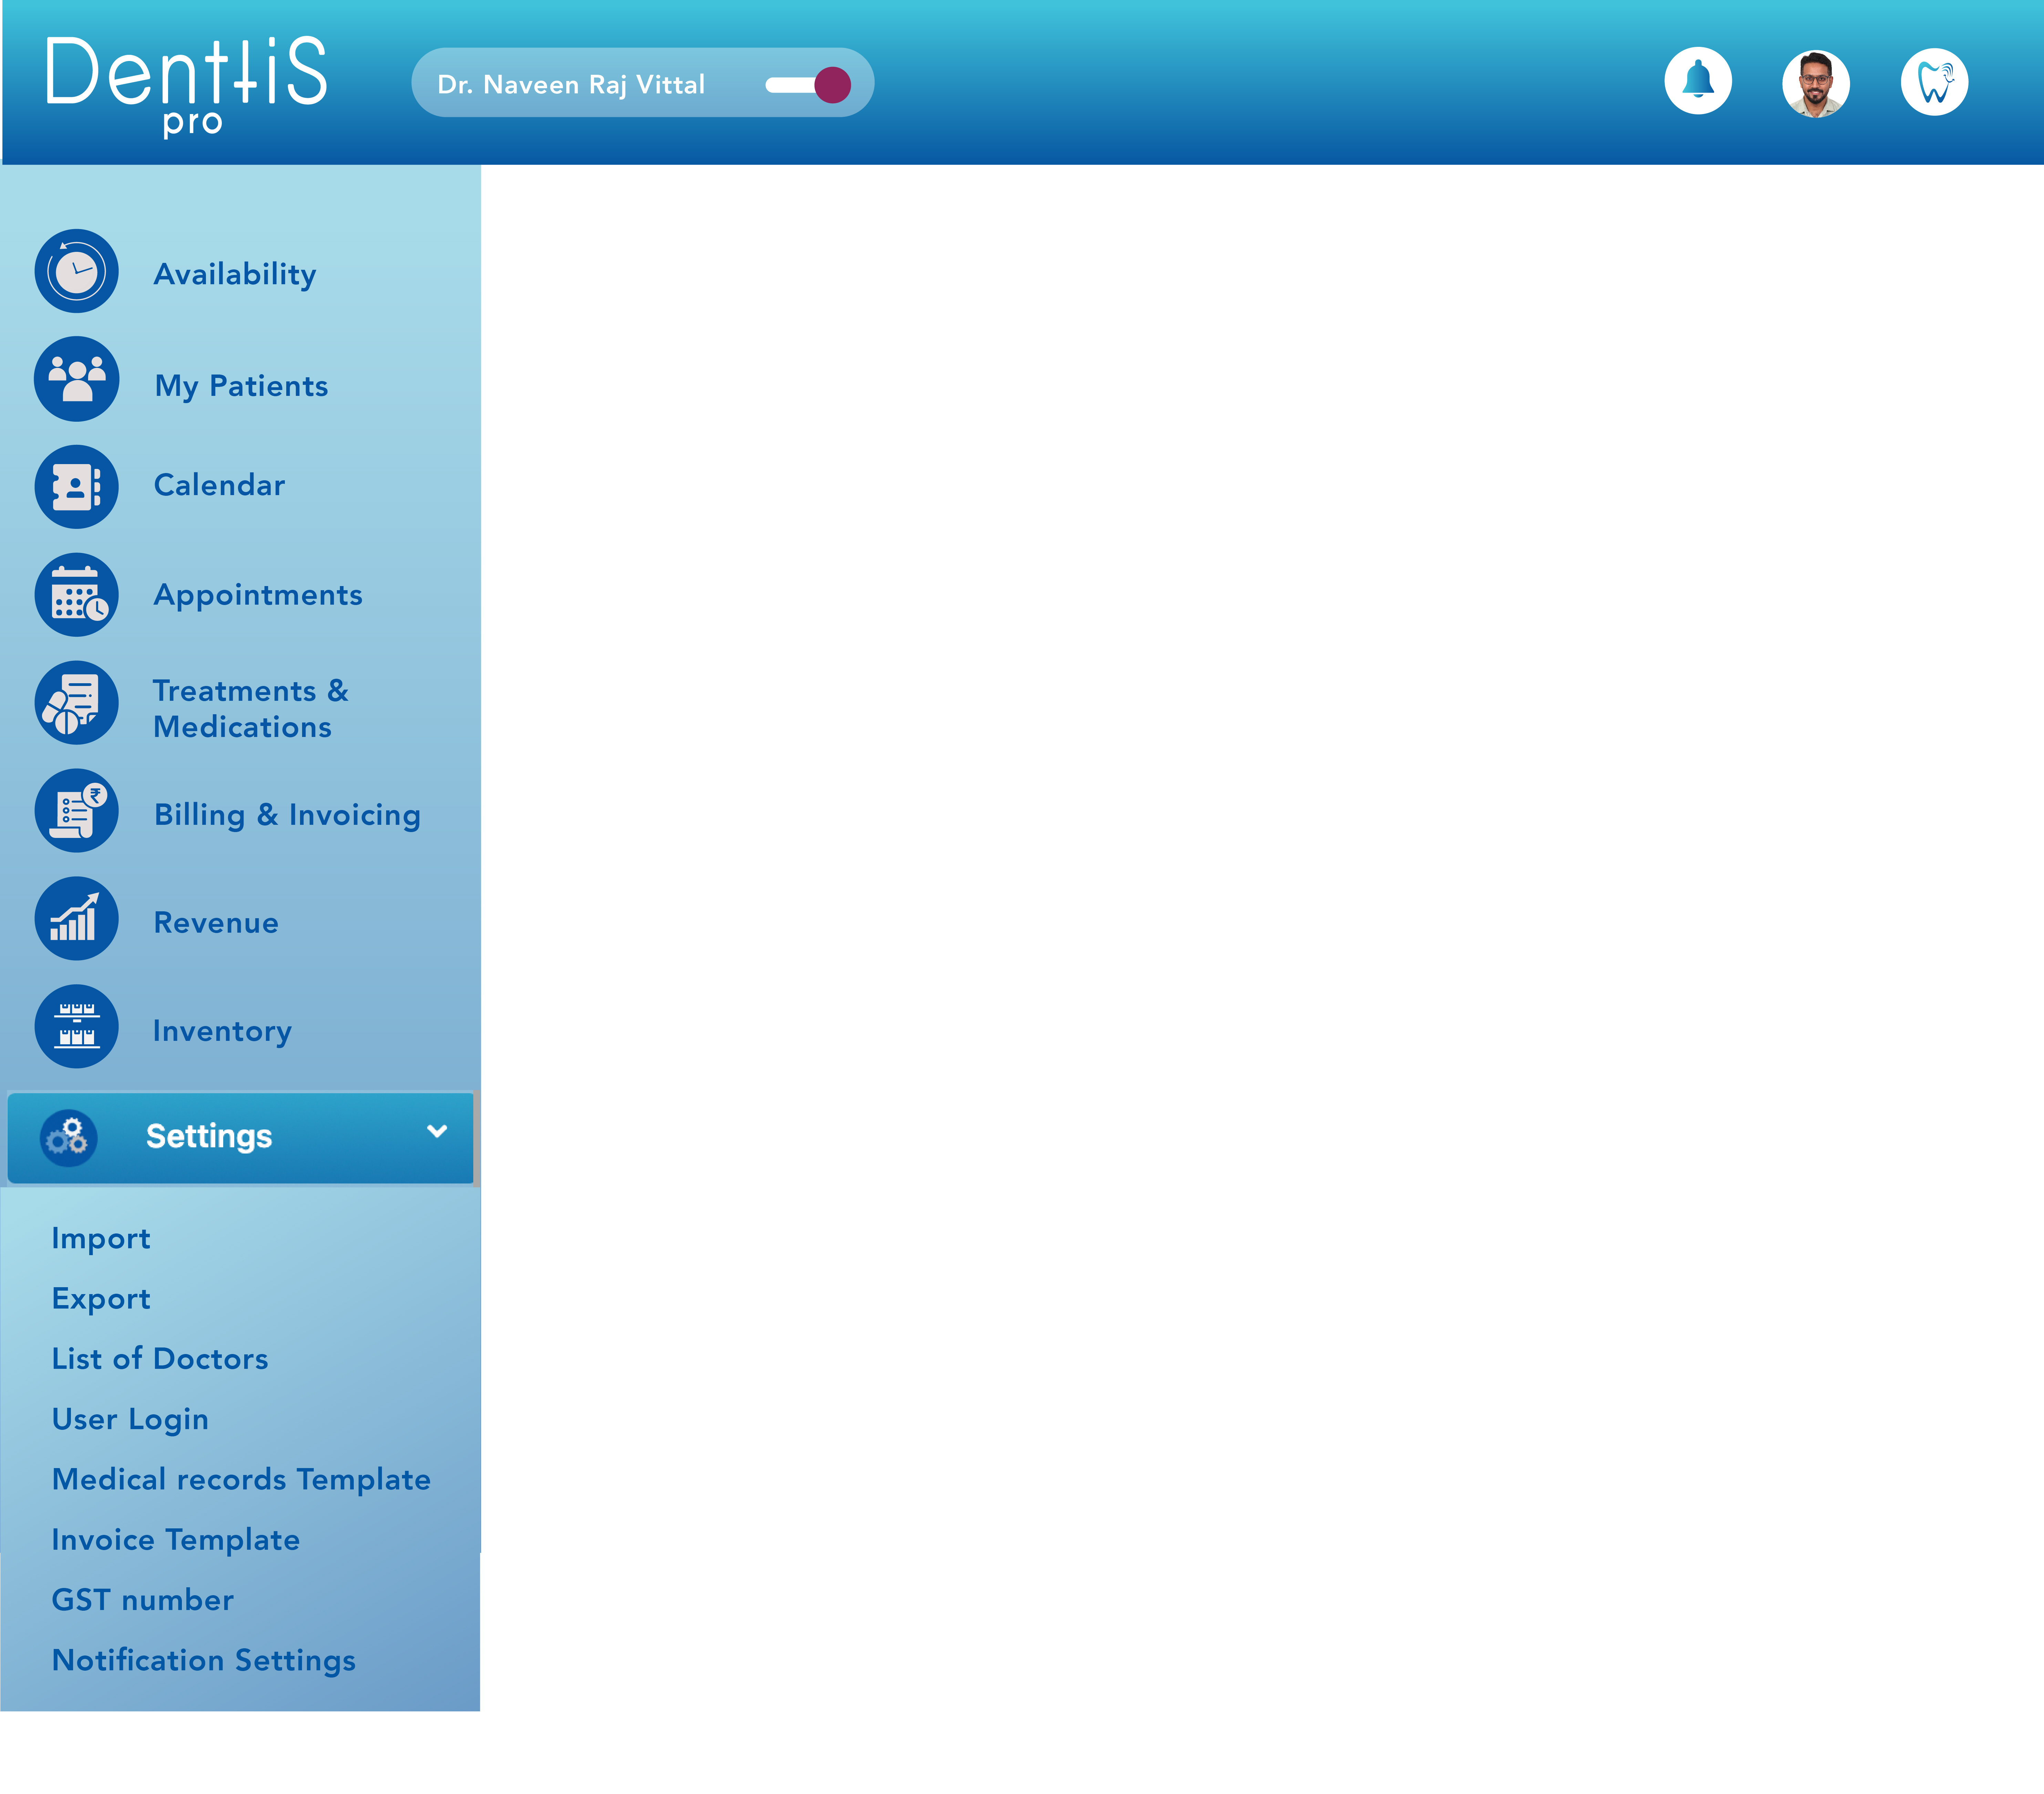 Denttis
pro
Dr. Naveen Raj Vittal
Availability
My Patients
Calendar
Appointments
Treatments &
Medications
₹
Billing & Invoicing
Revenue
Inventory
Settings
Import
Export
List of Doctors
User Login
Medical records Template
Invoice Template
GST number
Notification Settings